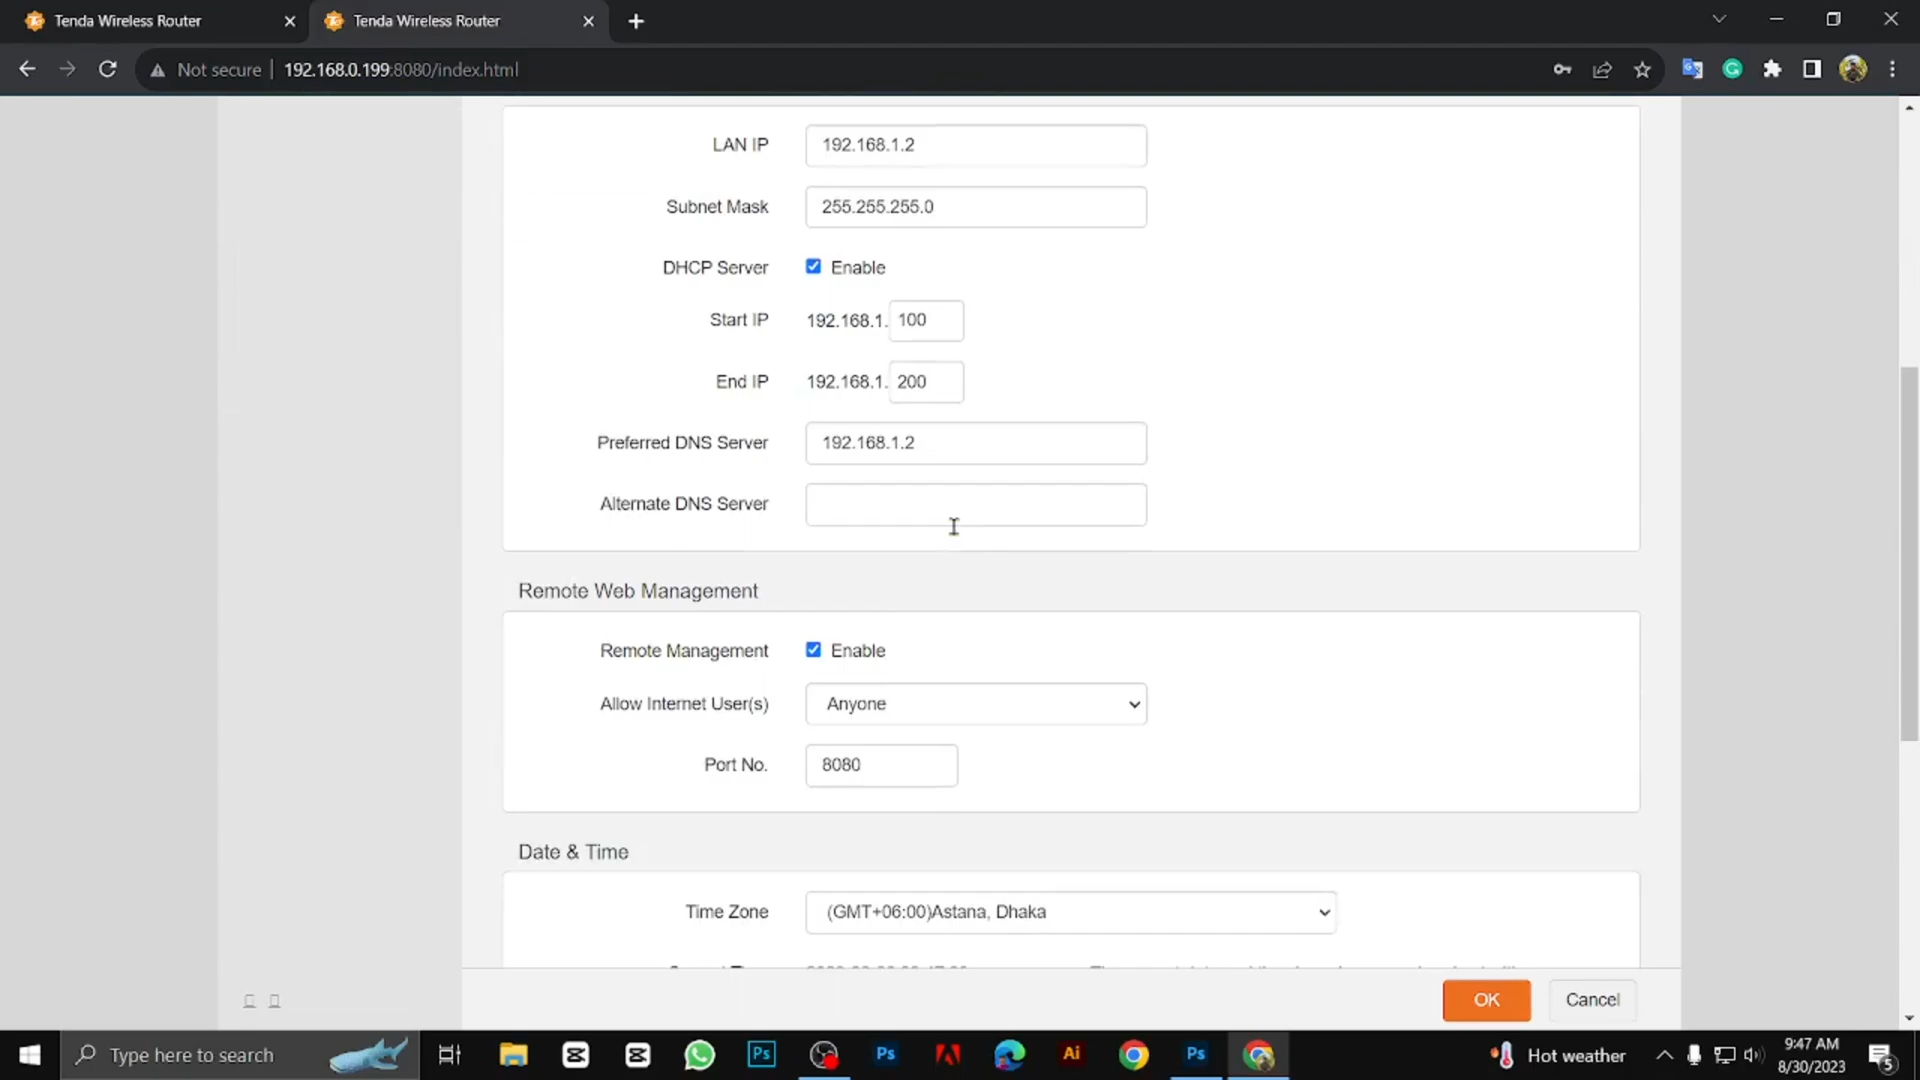 Tenda Wireless Router
Tenda Wireless Router
Not secure
192.168.0.199:8080/index.html
LAN IP
192.168.1.2
Subnet Mask
255.255.255.0
DHCP Server
Enable
Start IP
192.168.1.
100
End IP
192.168.1.
200
Preferred DNS Server
192.168.1.2
Alternate DNS Server
Remote Web Management
Remote Management
Enable
Allow Internet User(s)
Anyone
Port No.
8080
Date & Time
Time Zone
(GMT+06:00)Astana, Dhaka
OK
Cancel
Type here to search
Ps
Ps
Ai
Ps
Hot weather
9:47 AM
8/30/2023
5